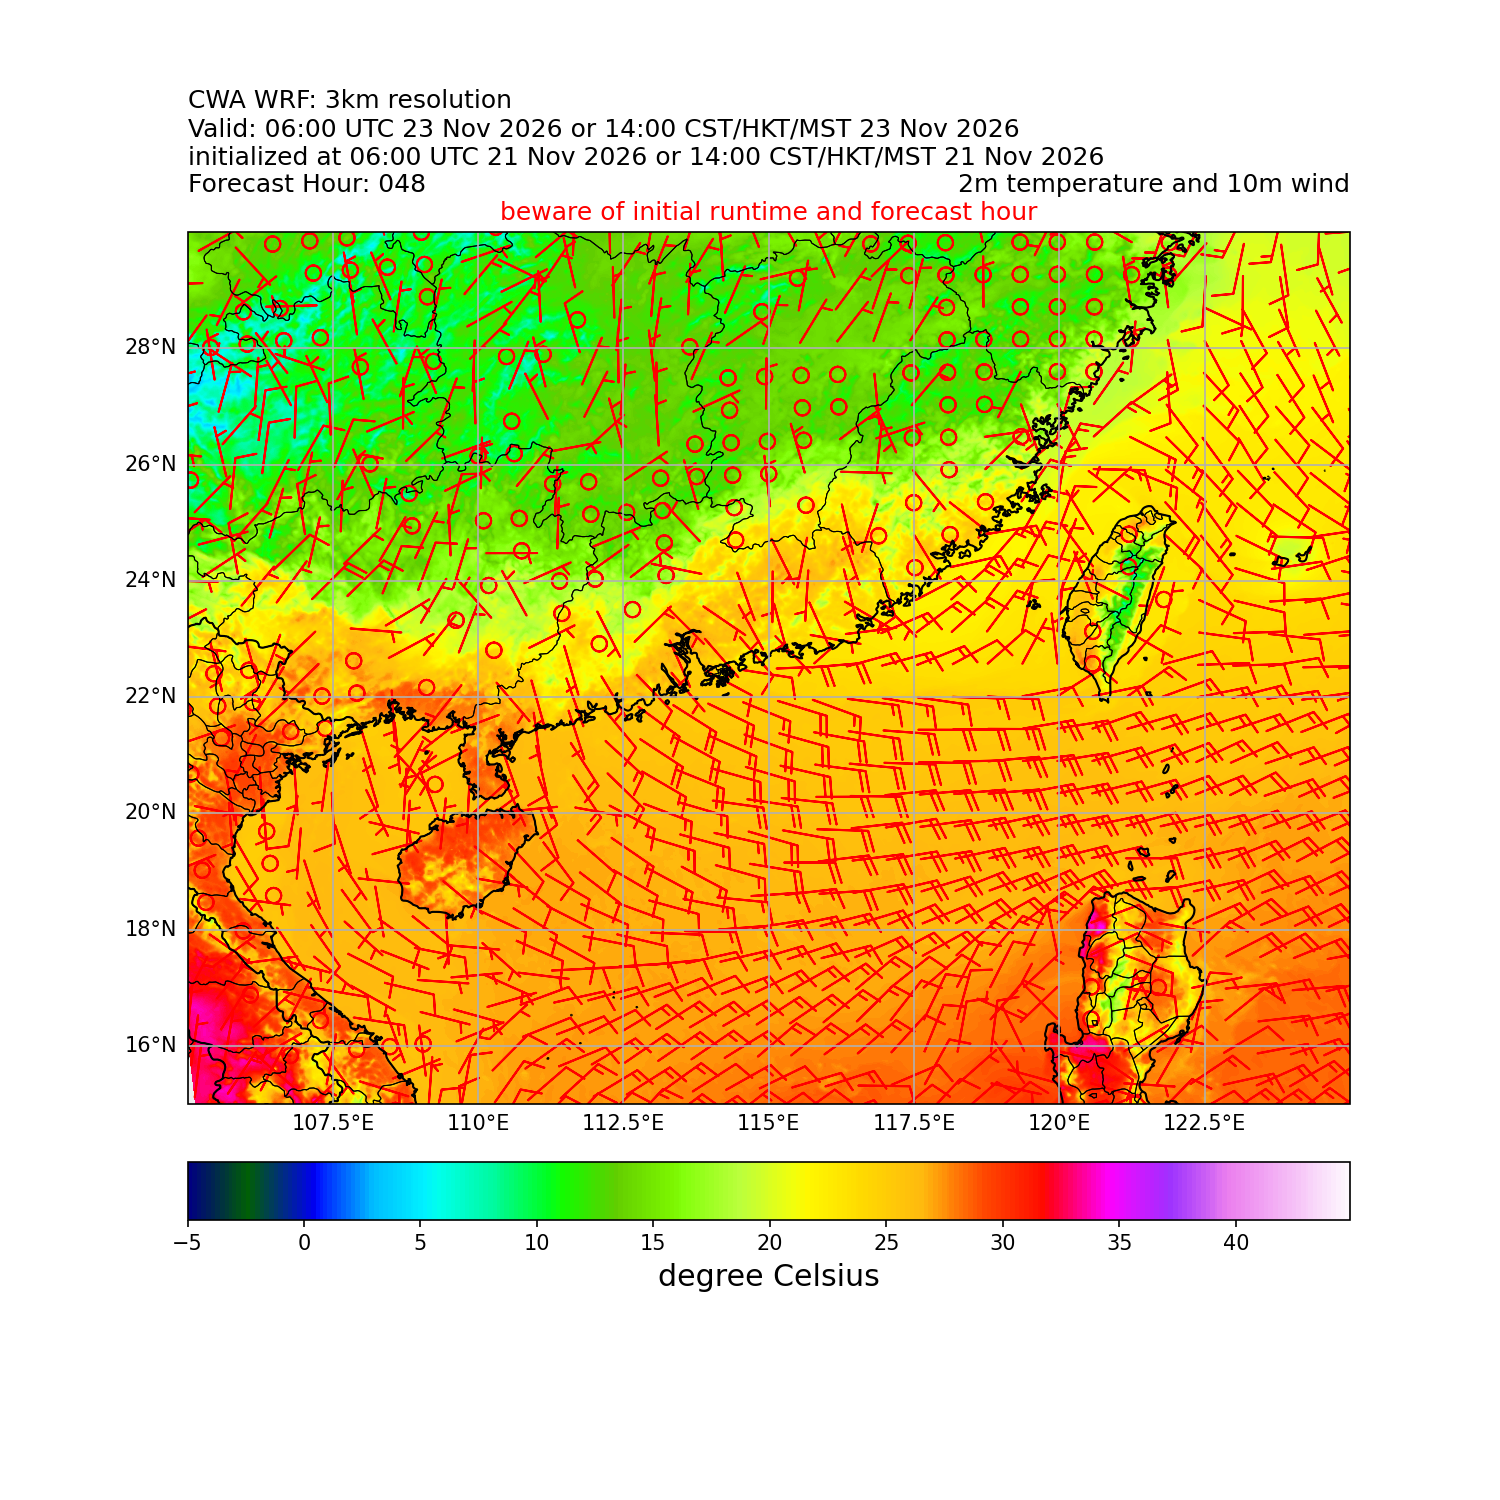 CWA WRF: 3km resolution
Valid: 06:00 UTC 23 Nov 2026 or 14:00 CST/HKT/MST 23 Nov 2026
initialized at 06:00 UTC 21 Nov 2026 or 14:00 CST/HKT/MST 21 Nov 2026
Forecast Hour: 048 2m temperature and 10m wind
beware of initial runtime and forecast hour
28°N
26°N
24°N
22°N
20°N
18°N
16°N
107.5°E 110°E 112.5°E 115°E 117.5°E 120°E 122.5°E
−5 0 5 10 15 20 25 30 35 40
degree Celsius